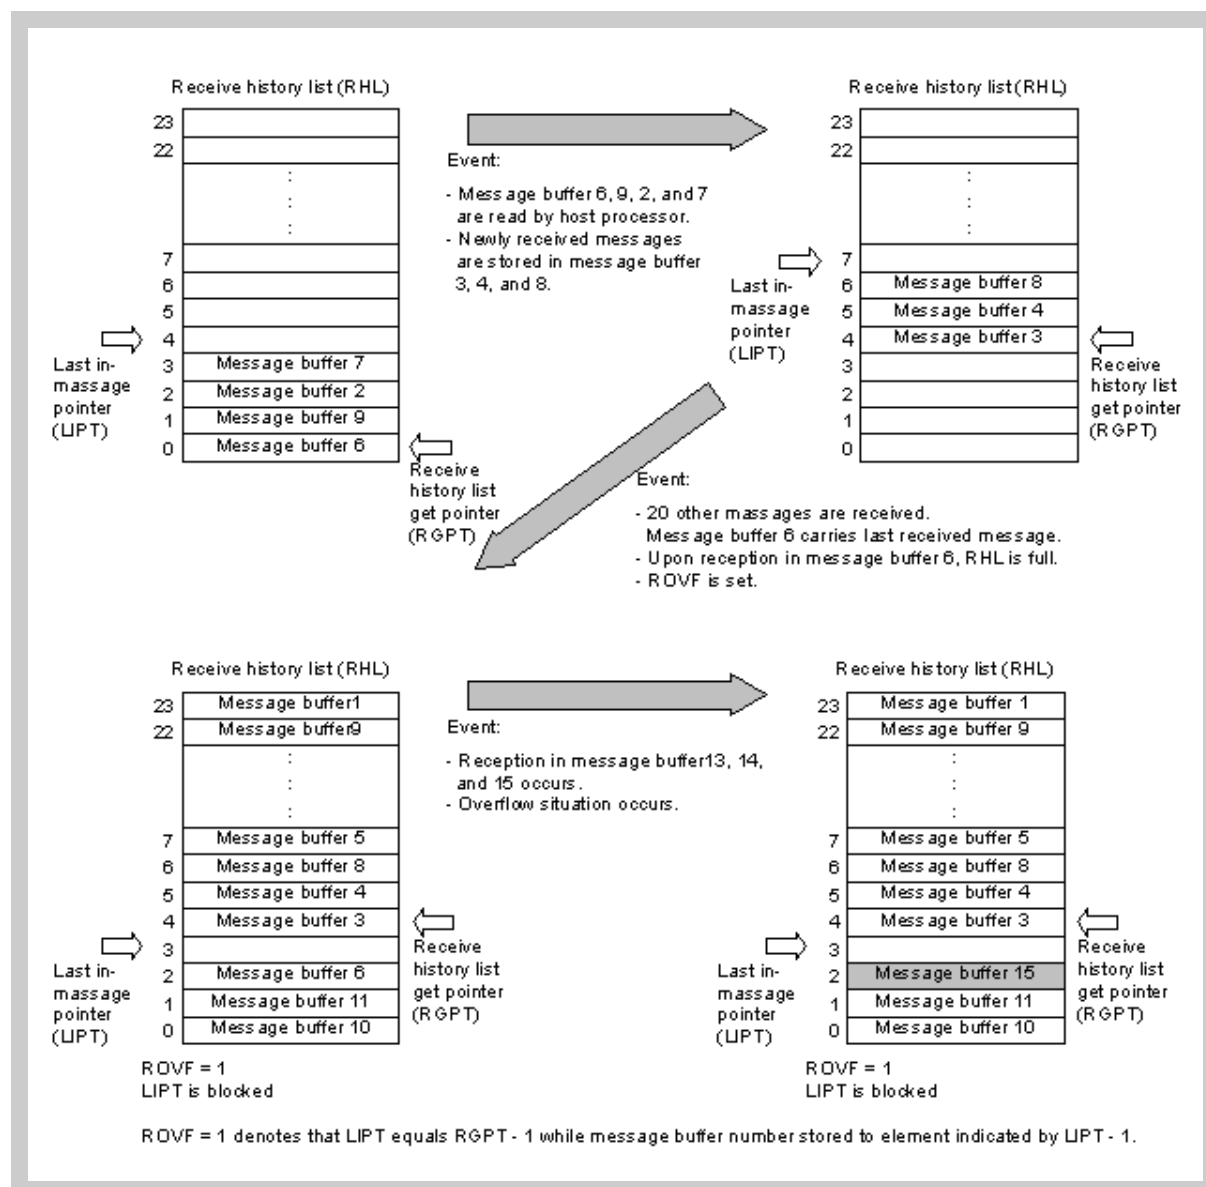 Receive history list (RHL)
23
22
:
:
:
7
6
5
4
3 Message buffer 7
2 Message buffer 2
1 Message buffer 9
0 Message buffer 6
Last in-
massage
pointer
(LIPT)
Receive
history list
get pointer
(RGPT)
Event:
- Message buffer 6, 9, 2, and 7
are read by host processor.
- Newly received messages
are stored in message buffer
3, 4, and 8.
Receive history list (RHL)
23
22
:
:
:
7
6 Message buffer 8
5 Message buffer 4
4 Message buffer 3
3
2
1
0
Last in-
massage
pointer
(LIPT)
Receive
history list
get pointer
(RGPT)
Event:
- 20 other massages are received.
Message buffer 6 carries last received message.
- Upon reception in message buffer 6, RHL is full.
- ROVF is set.
Receive history list (RHL)
23 Message buffer1
22 Message buffer9
:
:
:
7 Message buffer 5
6 Message buffer 8
5 Message buffer 4
4 Message buffer 3
3
2 Message buffer 6
1 Message buffer 11
0 Message buffer 10
Last in-
massage
pointer
(LIPT)
Receive
history list
get pointer
(RGPT)
ROVF = 1
LIPT is blocked
Event:
- Reception in message buffer13, 14,
and 15 occurs.
- Overflow situation occurs.
Receive history list (RHL)
23 Message buffer 1
22 Message buffer 9
:
:
:
7 Message buffer 5
6 Message buffer 8
5 Message buffer 4
4 Message buffer 3
3
2 Message buffer 15
1 Message buffer 11
0 Message buffer 10
Last in-
massage
pointer
(LIPT)
Receive
history list
get pointer
(RGPT)
ROVF = 1
LIPT is blocked
ROVF = 1 denotes that LIPT equals RGPT - 1 while message buffer number stored to element indicated by LIPT - 1.